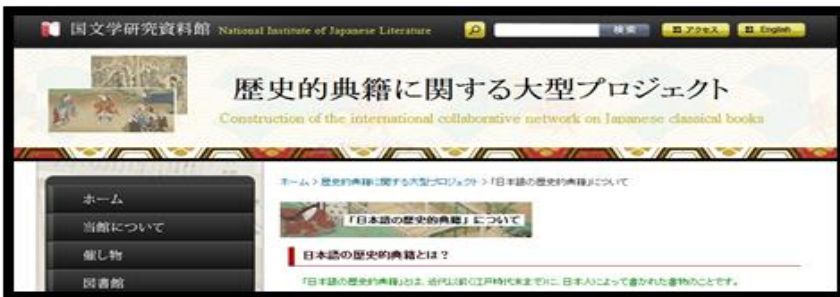 国文学研究資料館 National Institute of Japanese Literature 検索 アクセス English
歴史的典籍に関する大型プロジェクト
Construction of the international collaborative network on Japanese classical books
ホーム > 歴史的典籍に関する大型プロジェクト > 「日本語の歴史的典籍」について
ホーム
当館について
催し物
図書館
「日本語の歴史的典籍」について
日本語の歴史的典籍とは？
「日本語の歴史的典籍」とは、近代以前(江戸時代末まで)に、日本人によって書かれた書物のことです。